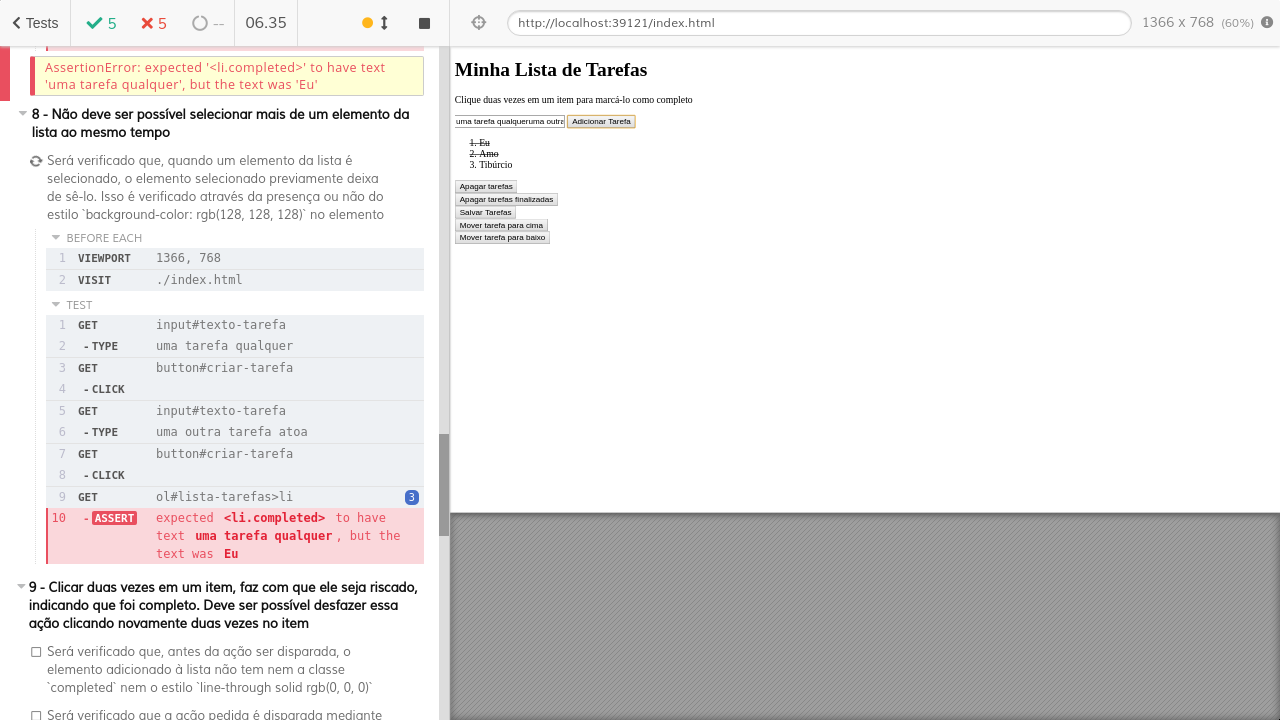 Tests
5
5
--
06.35
http://localhost:39121/index.html
1366 x 768 (60%)
AssertionError: expected '<li.completed>' to have text
'uma tarefa qualquer', but the text was 'Eu'
8 - Não deve ser possível selecionar mais de um elemento da
lista ao mesmo tempo
Será verificado que, quando um elemento da lista é
selecionado, o elemento selecionado previamente deixa
de sê-lo. Isso é verificado através da presença ou não do
estilo `background-color: rgb(128, 128, 128)` no elemento
BEFORE EACH
1 VIEWPORT 1366, 768
2 VISIT ./index.html
TEST
1 GET input#texto-tarefa
2 - TYPE uma tarefa qualquer
3 GET button#criar-tarefa
4 - CLICK
5 GET input#texto-tarefa
6 - TYPE uma outra tarefa atoa
7 GET button#criar-tarefa
8 - CLICK
9 GET ol#lista-tarefas>li 3
10 - ASSERT expected <li.completed> to have
text uma tarefa qualquer , but the
text was Eu
9 - Clicar duas vezes em um item, faz com que ele seja riscado,
indicando que foi completo. Deve ser possível desfazer essa
ação clicando novamente duas vezes no item
Será verificado que, antes da ação ser disparada, o
elemento adicionado à lista não tem nem a classe
`completed` nem o estilo `line-through solid rgb(0, 0, 0)`
Será verificado que a ação pedida é disparada mediante
Minha Lista de Tarefas
Clique duas vezes em um item para marcá-lo como completo
uma tarefa qualqueruma outra Adicionar Tarefa
1. Eu
2. Amo
3. Tibúrcio
Apagar tarefas
Apagar tarefas finalizadas
Salvar Tarefas
Mover tarefa para cima
Mover tarefa para baixo